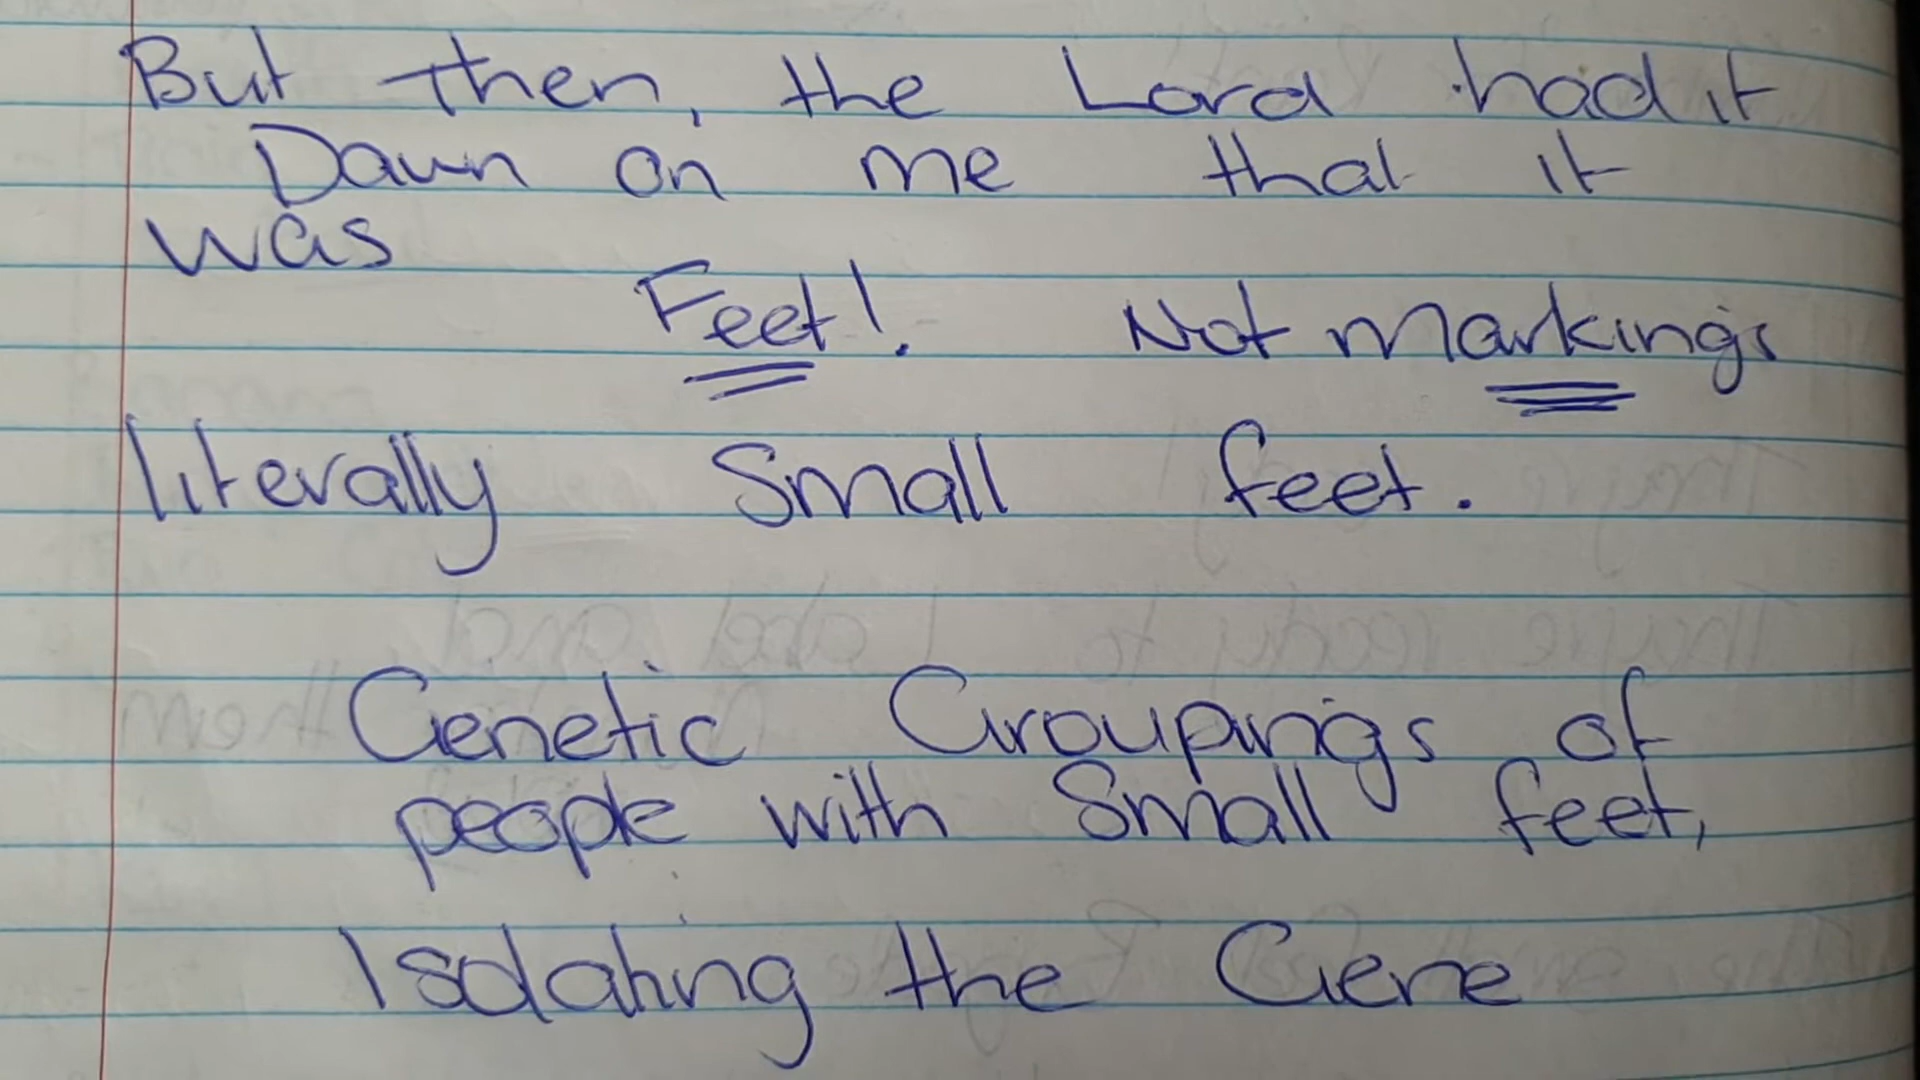 But then, the Lord had it
Dawn on me that it
was
Feet! Not markings
literally Small feet.
Genetic Groupings of
people with Small feet,
Isolating the Gene